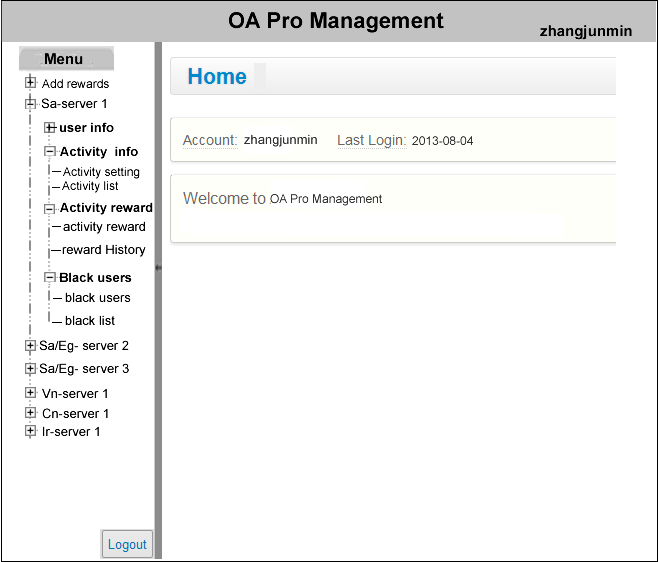 OA Pro Management
zhangjunmin
Menu
Add rewards
Sa-server 1
user info
Activity info
Activity setting
Activity list
Activity reward
activity reward
reward History
Black users
black users
black list
Sa/Eg- server 2
Sa/Eg- server 3
Vn-server 1
Cn-server 1
Ir-server 1
Logout
Home
Account: zhangjunmin Last Login: 2013-08-04
Welcome to OA Pro Management